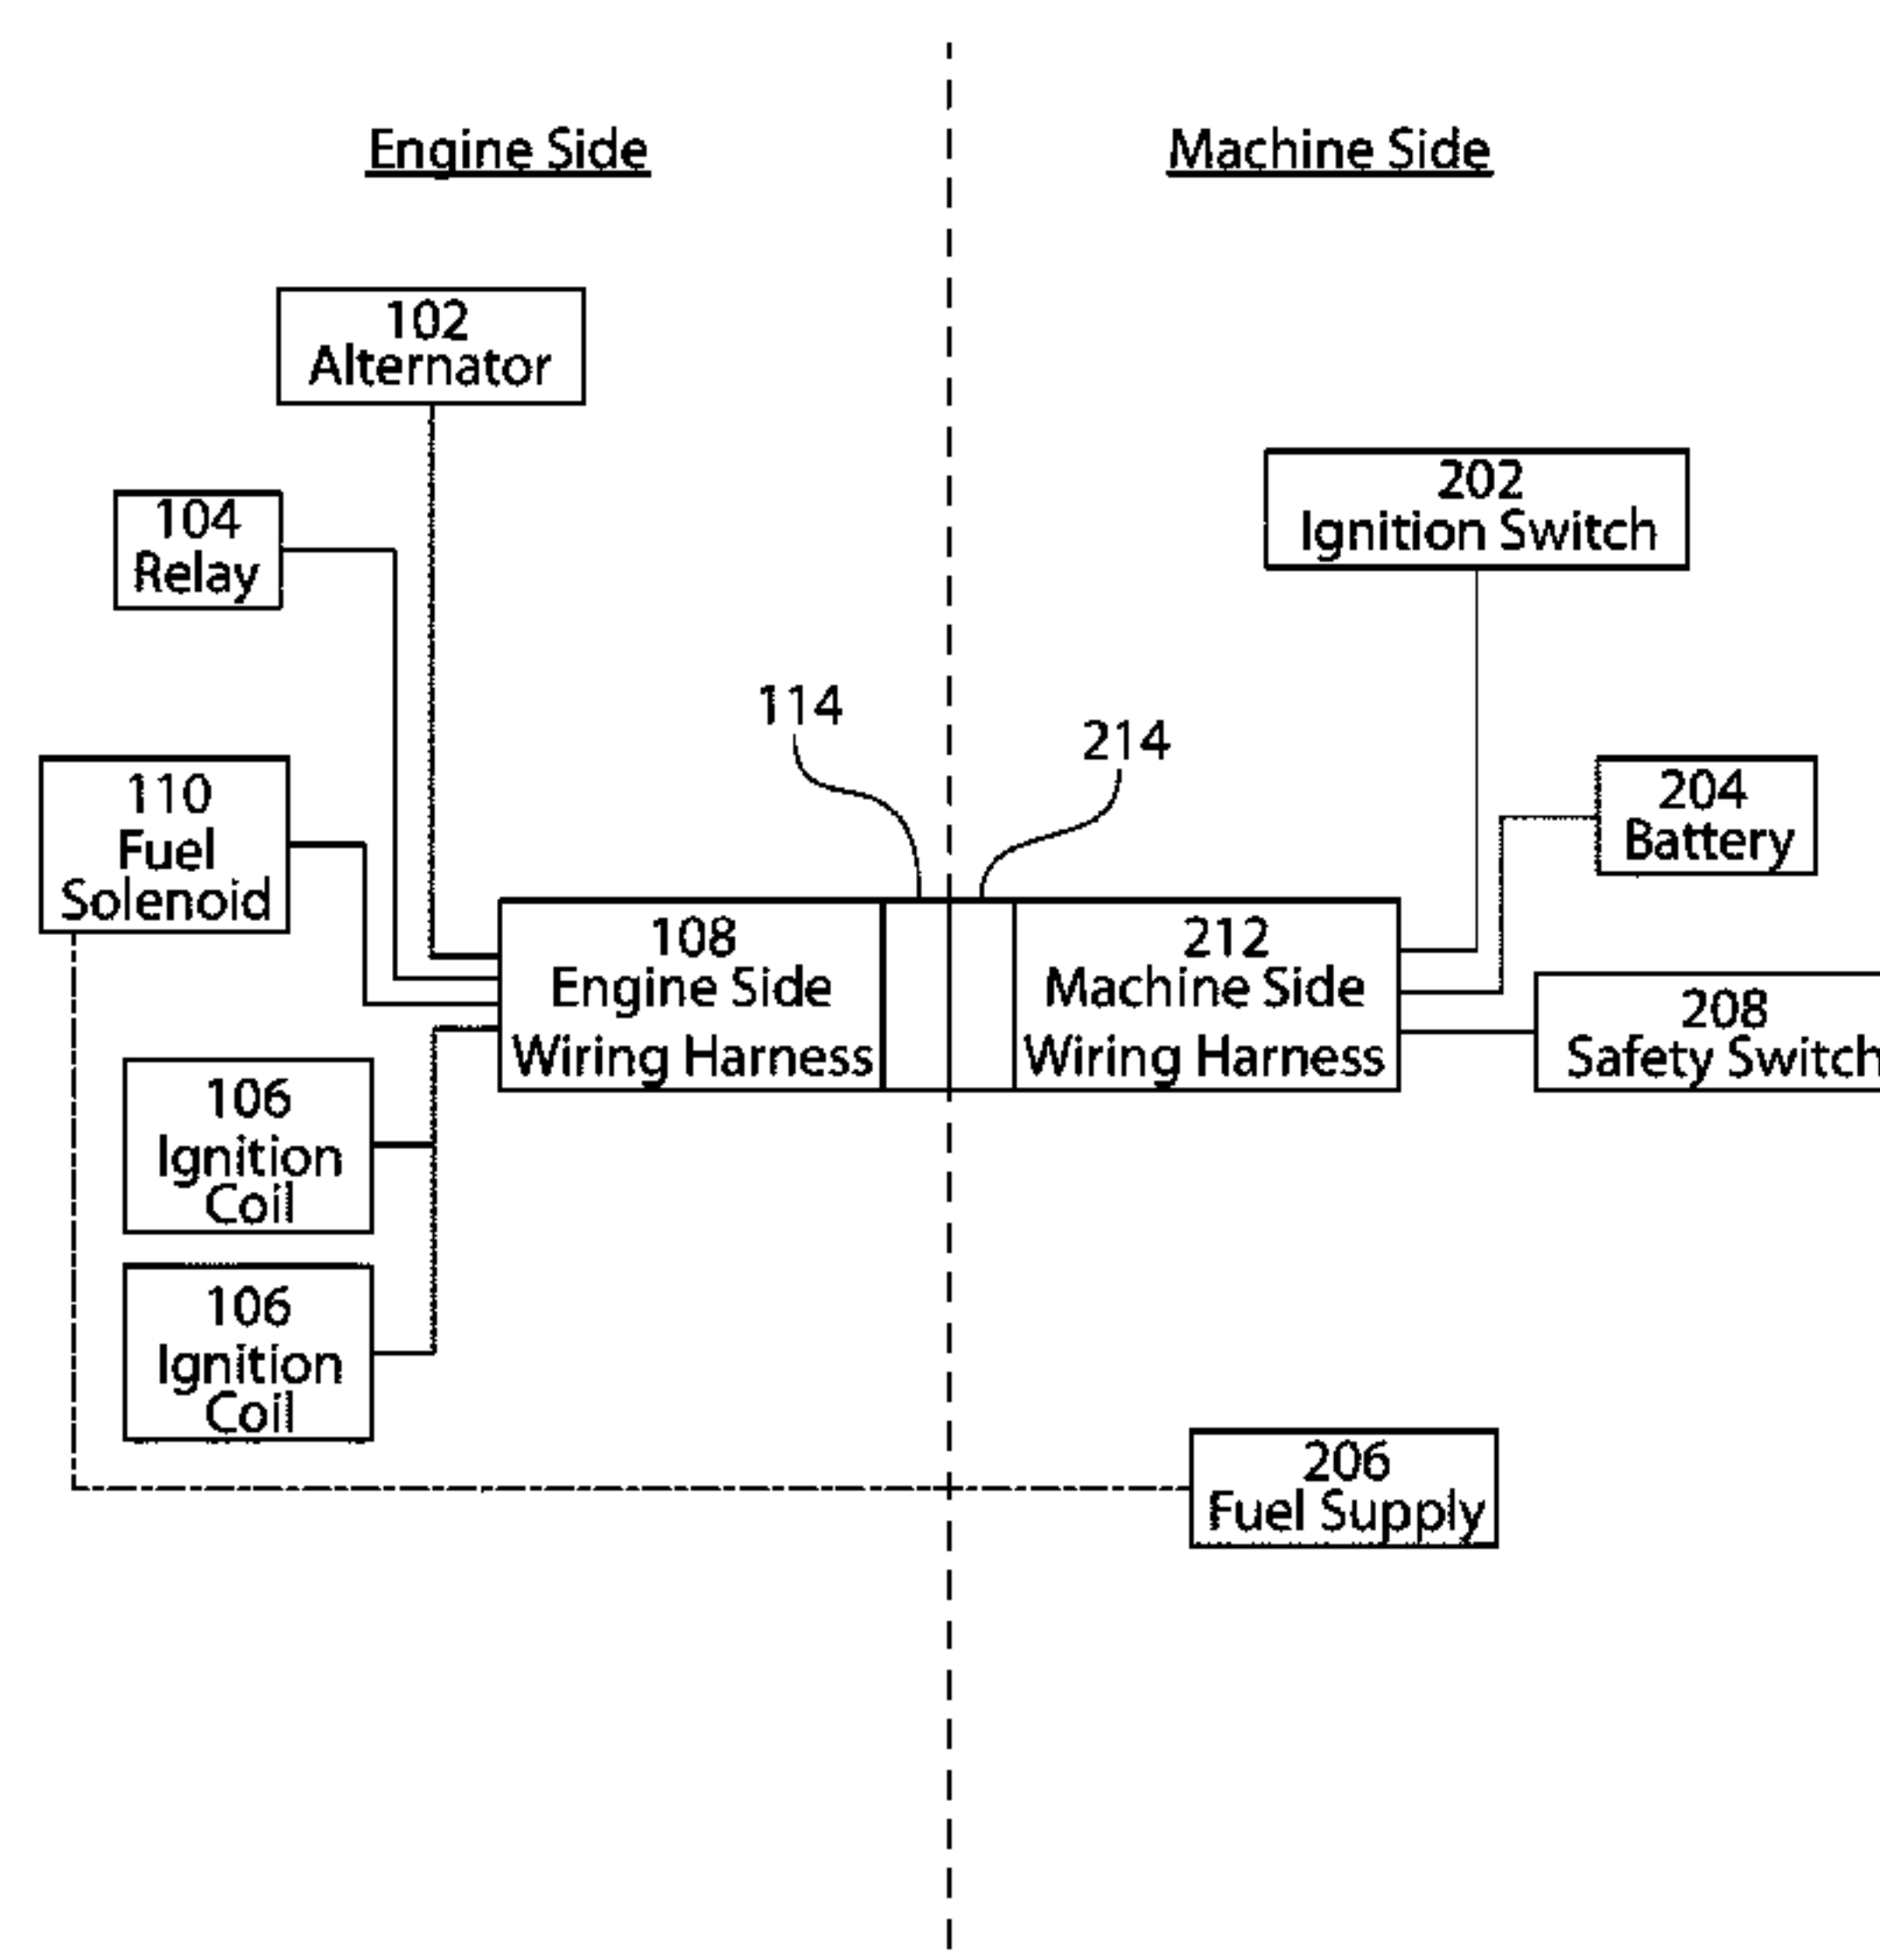 Engine Side
Machine Side
102
Alternator
202
Ignition Switch
104
Relay
114
214
110
Fuel
Solenoid
204
Battery
108
Engine Side
Wiring Harness
212
Machine Side
Wiring Harness
208
Safety Switch
106
Ignition
Coil
106
Ignition
Coil
206
Fuel Supply